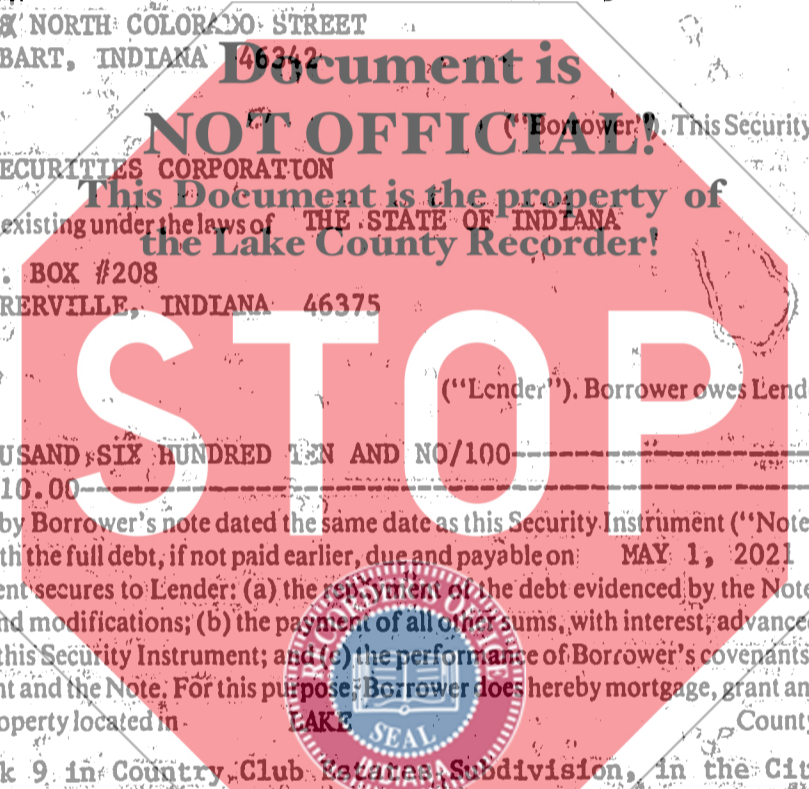 NORTH COLORADO STREET
BART, INDIANA 46342
Document is
NOT OFFICIAL!
("Borrower"). This Security
ECURITIES CORPORATION
This Document is the property of
existing under the laws of THE STATE OF INDIANA
the Lake County Recorder!
. BOX #208
RERVILLE, INDIANA 46375
STOP
("Lender"). Borrower owes Lend
USAND SIX HUNDRED TEN AND NO/100
10.00
by Borrower's note dated the same date as this Security Instrument ("Note
th the full debt, if not paid earlier, due and payable on MAY 1, 2021
ent secures to Lender: (a) the repayment of the debt evidenced by the Note
nd modifications; (b) the payment of all other sums, with interest, advance
this Security Instrument; and (c) the performance of Borrower's covenants
nt and the Note. For this purpose, Borrower does hereby mortgage, grant an
operty located in LAKE County
RECORDING OFFICE
SEAL
INDIANA
k 9 in Country Club Estates Subdivision, in the Cit